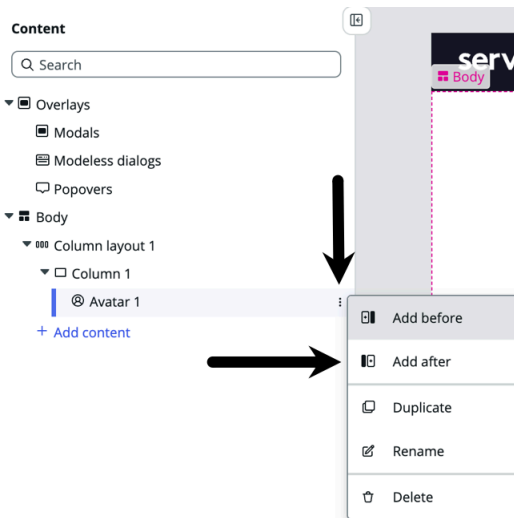 Content
Search
Overlays
Modals
Modeless dialogs
Popovers
Body
Column layout 1
Column 1
Avatar 1
+ Add content
serv
Body
Add before
Add after
Duplicate
Rename
Delete